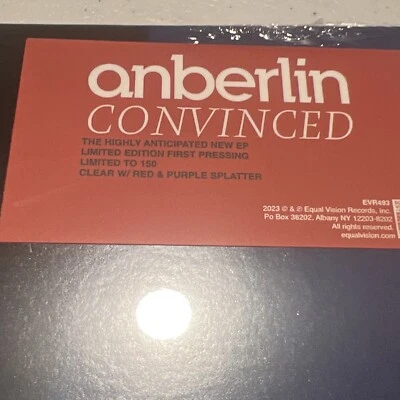 anberlin
CONVINCED
THE HIGHLY ANTICIPATED NEW EP
LIMITED EDITION FIRST PRESSING
LIMITED TO 150
CLEAR W/ RED & PURPLE SPLATTER
EVR493
2023 © & ℗ Equal Vision Records, Inc.
Po Box 38202, Albany NY 12203-8202
All rights reserved.
equalvision.com